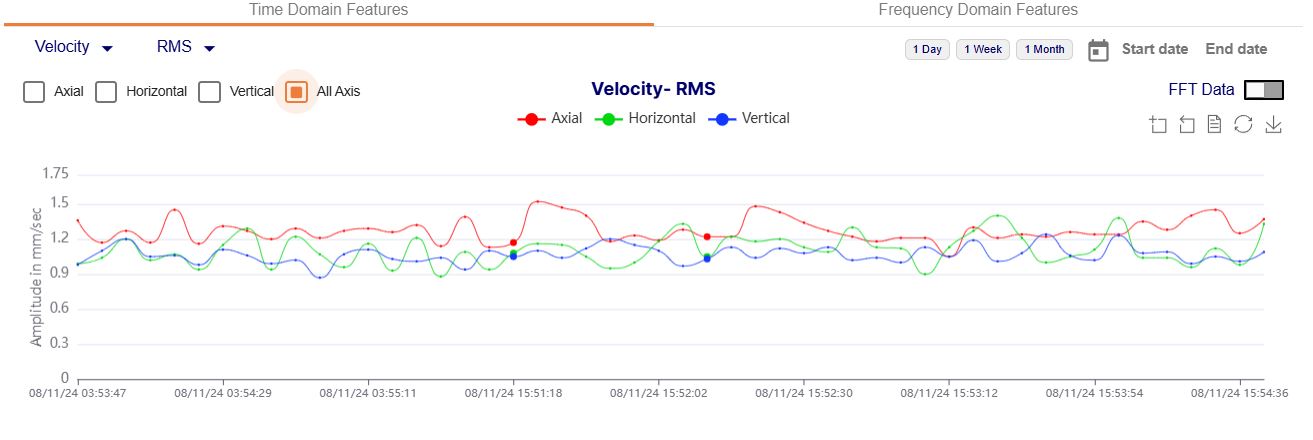 Time Domain Features Frequency Domain Features
Velocity RMS 1 Day 1 Week 1 Month Start date End date
Axial Horizontal Vertical All Axis Velocity- RMS FFT Data
Axial Horizontal Vertical
Amplitude in mm/sec
1.75
1.5
1.2
0.9
0.6
0.3
0
08/11/24 03:53:47 08/11/24 03:54:29 08/11/24 03:55:11 08/11/24 15:51:18 08/11/24 15:52:02 08/11/24 15:52:30 08/11/24 15:53:12 08/11/24 15:53:54 08/11/24 15:54:36